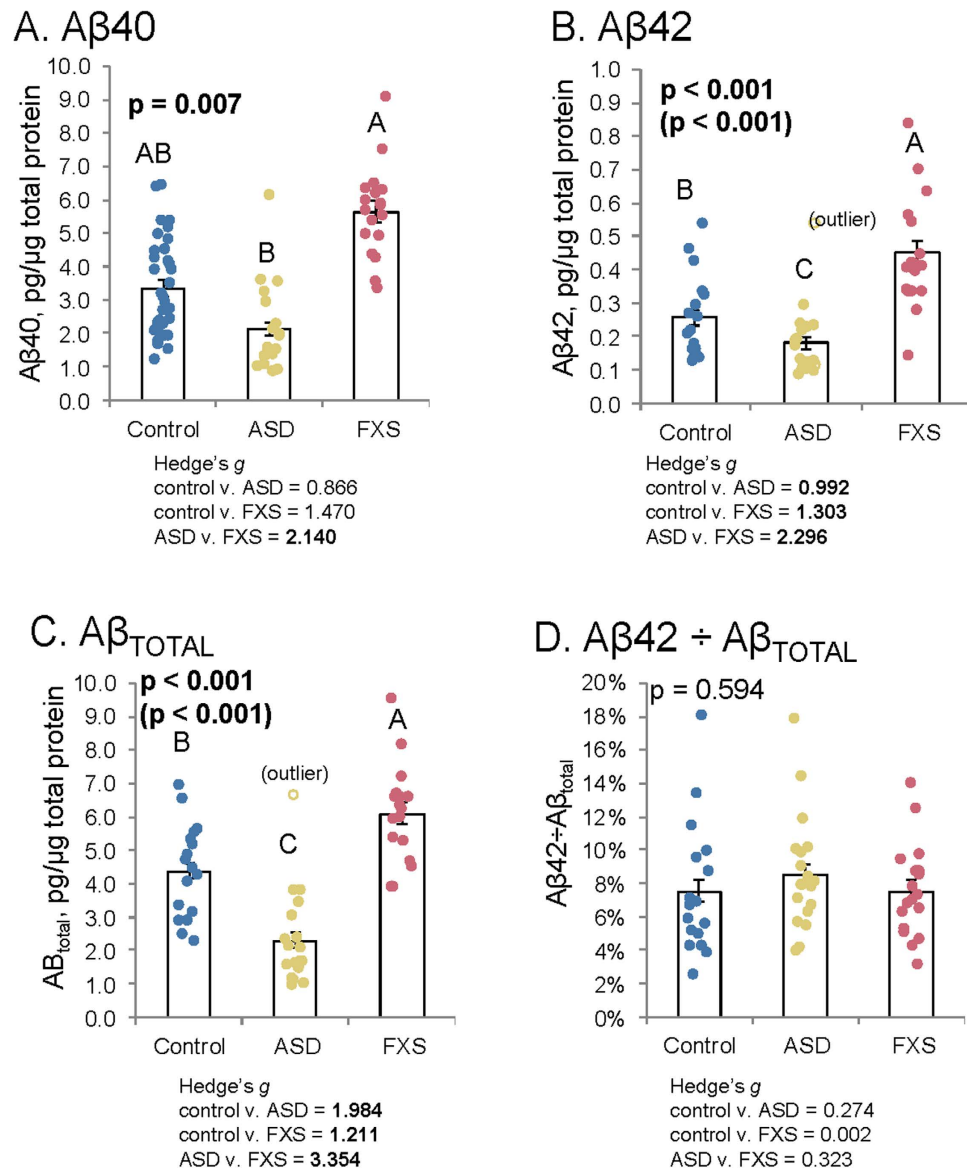 A. Aβ40
Aβ40, pg/µg total protein
10.0
9.0
8.0
7.0
6.0
5.0
4.0
3.0
2.0
1.0
0.0
p = 0.007
AB
B
A
Control ASD FXS
Hedge's g
control v. ASD = 0.866
control v. FXS = 1.470
ASD v. FXS = 2.140
B. Aβ42
Aβ42, pg/µg total protein
1.0
0.9
0.8
0.7
0.6
0.5
0.4
0.3
0.2
0.1
0.0
p < 0.001
(p < 0.001)
B
(outlier)
C
A
Control ASD FXS
Hedge's g
control v. ASD = 0.992
control v. FXS = 1.303
ASD v. FXS = 2.296
C. AβTOTAL
ABtotal, pg/µg total protein
10.0
9.0
8.0
7.0
6.0
5.0
4.0
3.0
2.0
1.0
0.0
p < 0.001
(p < 0.001)
B
(outlier)
C
A
Control ASD FXS
Hedge's g
control v. ASD = 1.984
control v. FXS = 1.211
ASD v. FXS = 3.354
D. Aβ42 ÷ AβTOTAL
Aβ42÷Aβtotal
20%
18%
16%
14%
12%
10%
8%
6%
4%
2%
0%
p = 0.594
Control ASD FXS
Hedge's g
control v. ASD = 0.274
control v. FXS = 0.002
ASD v. FXS = 0.323